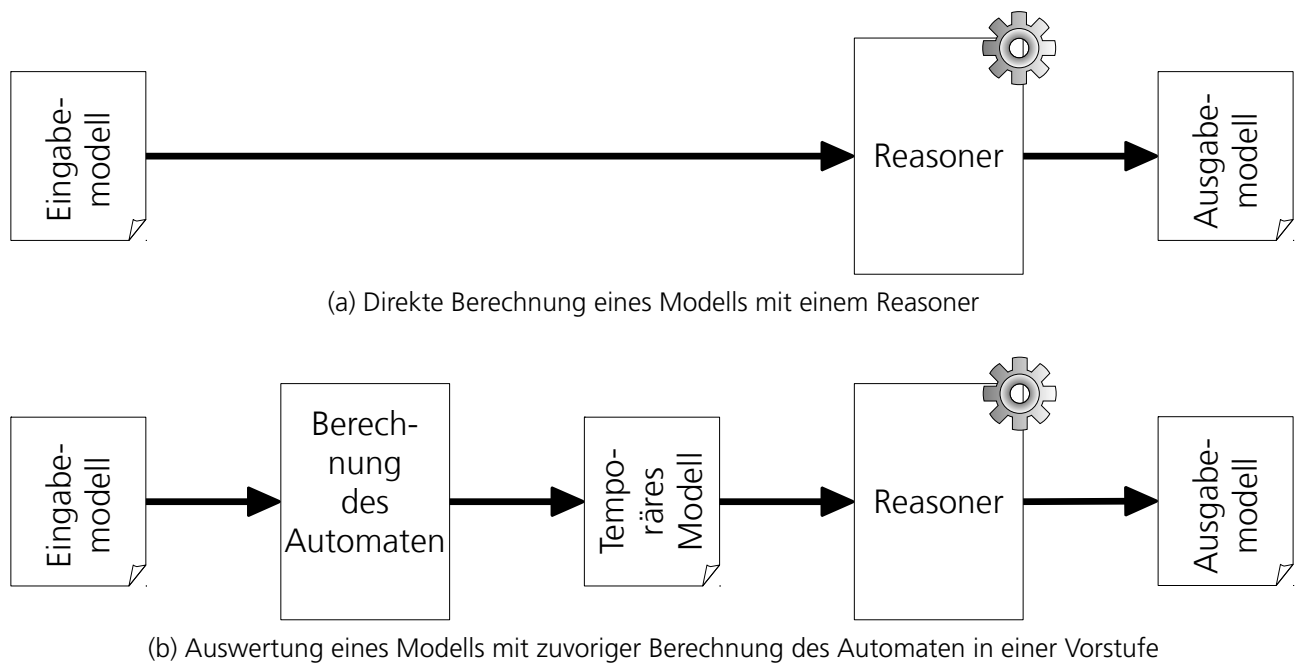 Eingabe-
modell
Reasoner
Ausgabe-
modell
(a) Direkte Berechnung eines Modells mit einem Reasoner
Eingabe-
modell
Berech-
nung
des
Automaten
Tempo-
räres
Modell
Reasoner
Ausgabe-
modell
(b) Auswertung eines Modells mit zuvoriger Berechnung des Automaten in einer Vorstufe